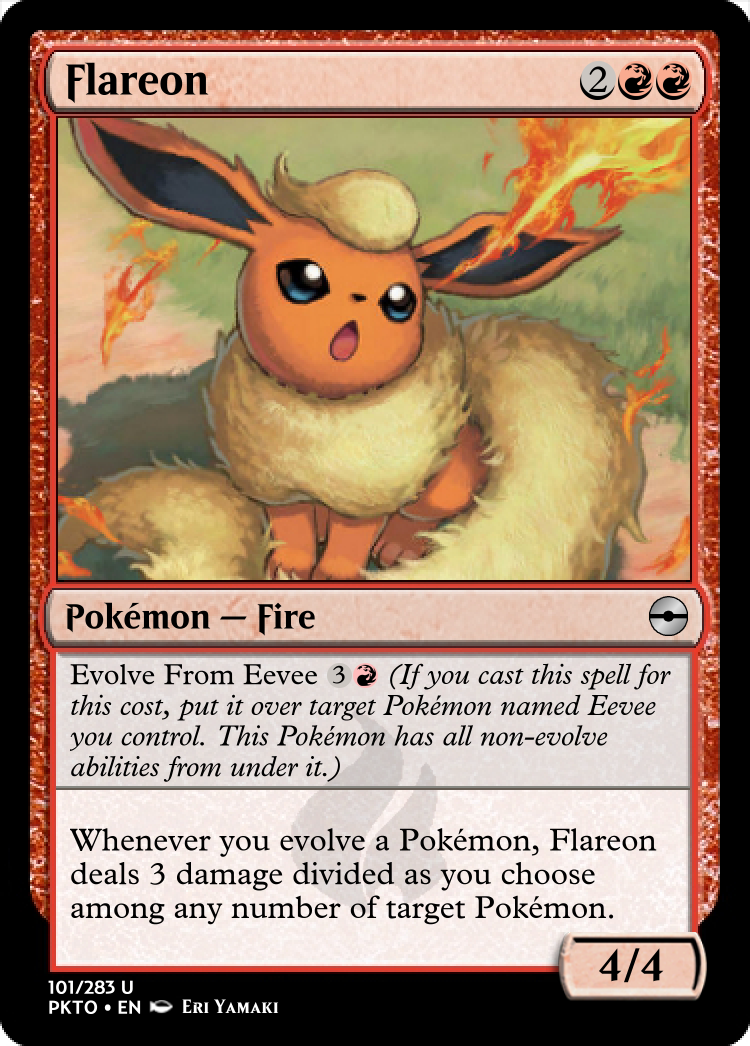 Flareon 2
Pokémon — Fire
Evolve From Eevee 3 (If you cast this spell for
this cost, put it over target Pokémon named Eevee
you control. This Pokémon has all non-evolve
abilities from under it.)
Whenever you evolve a Pokémon, Flareon
deals 3 damage divided as you choose
among any number of target Pokémon.
4/4
101/283 U
PKTO • EN Eri Yamaki